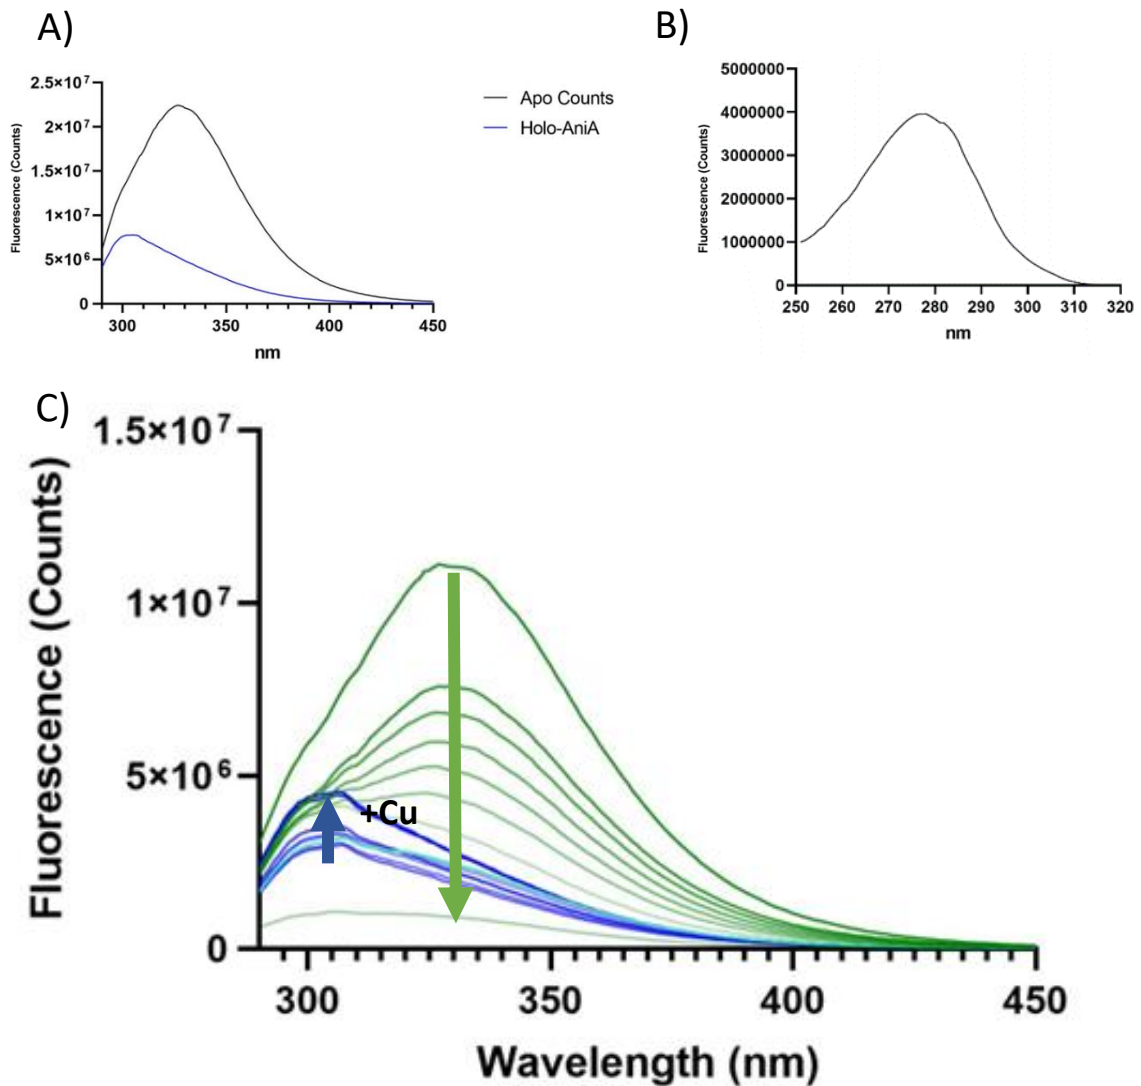 A)
2.5×10⁷
2×10⁷
1.5×10⁷
1×10⁷
5×10⁶
0
Fluorescence (Counts)
300
350
400
450
nm
Apo Counts
Holo-AniA
B)
5000000
4000000
3000000
2000000
1000000
0
Fluorescence (Counts)
250
260
270
280
290
300
310
320
nm
C)
1.5×10⁷
1×10⁷
5×10⁶
0
Fluorescence (Counts)
+Cu
300
350
400
450
Wavelength (nm)